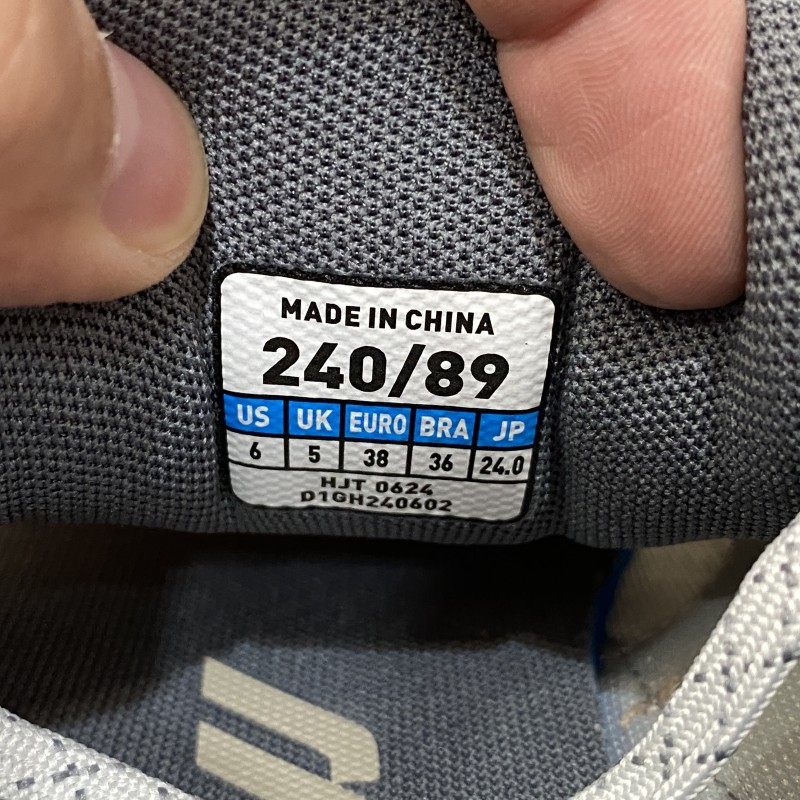 MADE IN CHINA
240/89
US UK EURO BRA JP
6 5 38 36 24.0
HJT 0624
D1GH240602